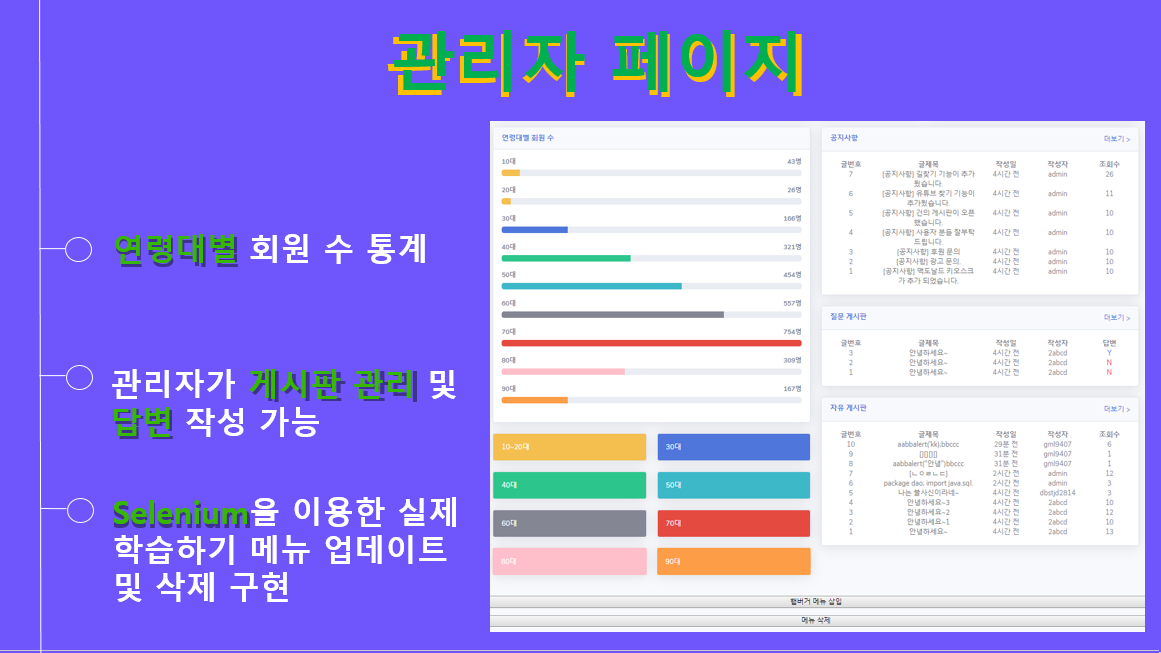 관리자 페이지
연령대별 회원 수 통계
관리자가 게시판 관리 및
답변 작성 가능
Selenium을 이용한 실제
학습하기 메뉴 업데이트
및 삭제 구현
연령대별 회원 수
10대 43명
20대 26명
30대 166명
40대 321명
50대 454명
60대 557명
70대 754명
80대 309명
90대 167명
10~20대 30대
40대 50대
60대 70대
80대 90대
공지사항 더보기 >
글번호 글제목 작성일 작성자 조회수
7 [공지사항] 길찾기 기능이 추가 4시간 전 admin 26
됬습니다.
6 [공지사항] 유튜브 찾기 기능이 4시간 전 admin 11
추가됬습니다.
5 [공지사항] 건의 게시판이 오픈 4시간 전 admin 10
했습니다.
4 [공지사항] 사용자 분들 잘부탁 4시간 전 admin 10
드립니다.
3 [공지사항] 후원 문의 4시간 전 admin 10
2 [공지사항] 광고 문의. 4시간 전 admin 10
1 [공지사항] 맥도날드 키오스크 4시간 전 admin 10
가 추가 되었습니다.
질문 게시판 더보기 >
글번호 글제목 작성일 작성자 답변
3 안녕하세요~ 4시간 전 2abcd Y
2 안녕하세요~ 4시간 전 2abcd N
1 안녕하세요~ 4시간 전 2abcd N
자유 게시판 더보기 >
글번호 글제목 작성일 작성자 조회수
10 aabbalert('kk).bbccc 29분 전 gml9407 6
9 31분 전 gml9407 1
8 aabbalert("안녕")bbccc 31분 전 gml9407 1
7 2시간 전 admin 12
6 package dao; import java.sql. 2시간 전 admin 3
5 나는 불사신이라네~ 4시간 전 dbstjd2814 3
4 안녕하세요~3 4시간 전 2abcd 10
3 안녕하세요~2 4시간 전 2abcd 12
2 안녕하세요~1 4시간 전 2abcd 10
1 안녕하세요~ 4시간 전 2abcd 13
햄버거 메뉴 삽입
메뉴 삭제